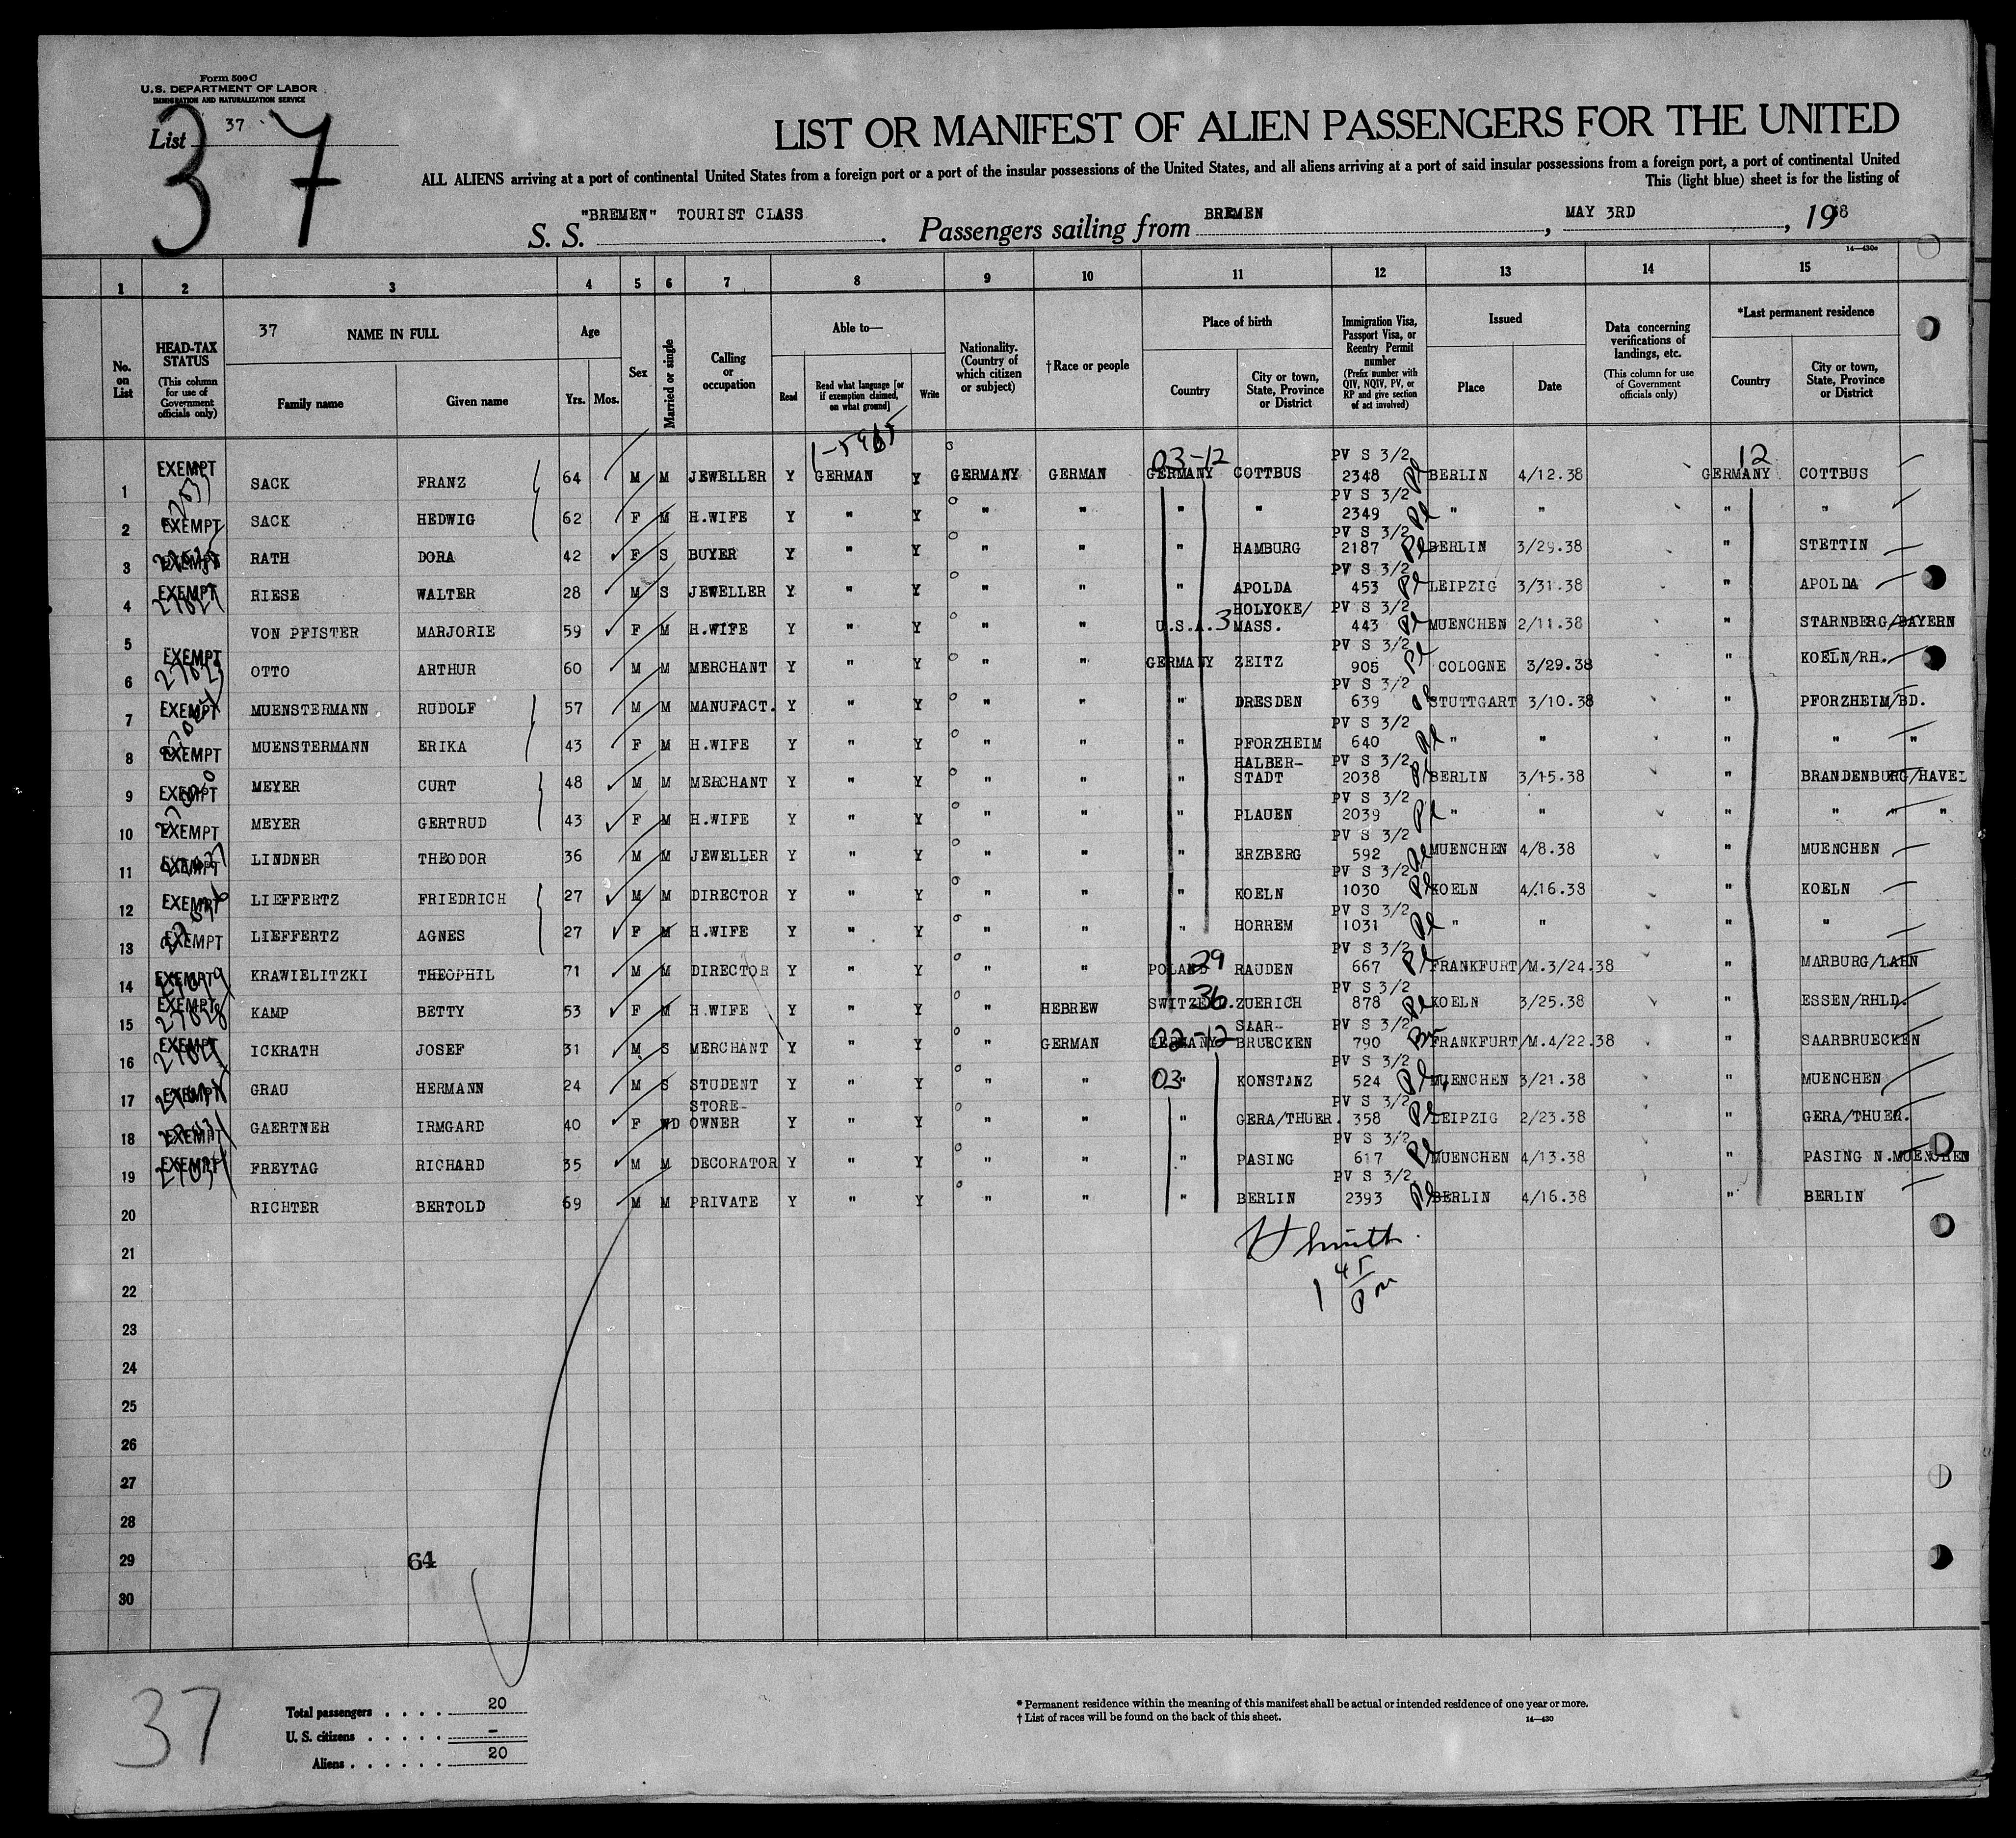 Form 500 C
U.S. DEPARTMENT OF LABOR
IMMIGRATION AND NATURALIZATION SERVICE
List 37
37
LIST OR MANIFEST OF ALIEN PASSENGERS FOR THE UNITED
ALL ALIENS arriving at a port of continental United States from a foreign port or a port of the insular possessions of the United States, and all aliens arriving at a port of said insular possessions from a foreign port, a port of continental United
This (light blue) sheet is for the listing of
S. S. "BREMEN" TOURIST CLASS. Passengers sailing from BREMEN, MAY 3RD, 1938
14—430c
1 2 3 4 5 6 7 8 9 10 11 12 13 14 15
No. on List
HEAD-TAX STATUS (This column for use of Government officials only)
37 NAME IN FULL
Family name Given name
Age
Yrs. Mos.
Sex
Married or single
Calling or occupation
Able to—
Read
Read what language [or if exemption claimed, on what ground]
Write
Nationality. (Country of which citizen or subject)
†Race or people
Place of birth
Country
City or town, State, Province or District
Immigration Visa, Passport Visa, or Reentry Permit number (Prefix number with QIV, NQIV, PV, or RP and give section of act involved)
Issued
Place Date
Data concerning verifications of landings, etc. (This column for use of Government officials only)
*Last permanent residence
Country
City or town, State, Province or District
03-12 12
1 EXEMPT SACK FRANZ 64 M M JEWELLER Y GERMAN Y GERMANY GERMAN GERMANY COTTBUS PV S 3/2 2348 BERLIN 4/12.38 GERMANY COTTBUS
2 EXEMPT SACK HEDWIG 62 F M H.WIFE Y " Y " " " " PV S 3/2 2349 " " " "
3 EXEMPT RATH DORA 42 F S BUYER Y " Y " " " HAMBURG PV S 3/2 2187 BERLIN 3/29.38 " STETTIN
4 EXEMPT RIESE WALTER 28 M S JEWELLER Y " Y " " " APOLDA PV S 3/2 453 LEIPZIG 3/31.38 " APOLDA
5 VON PFISTER MARJORIE 59 F M H.WIFE Y " Y " " U.S.A. 3 HOLYOKE/MASS. PV S 3/2 443 MUENCHEN 2/11.38 " STARNBERG/BAYERN
6 EXEMPT OTTO ARTHUR 60 M M MERCHANT Y " Y " " GERMANY ZEITZ PV S 3/2 905 COLOGNE 3/29.38 " KOELN/RH.
7 EXEMPT MUENSTERMANN RUDOLF 57 M M MANUFACT. Y " Y " " " DRESDEN PV S 3/2 639 STUTTGART 3/10.38 " PFORZHEIM/BD.
8 EXEMPT MUENSTERMANN ERIKA 43 F M H.WIFE Y " Y " " " PFORZHEIM PV S 3/2 640 " " " " "
9 EXEMPT MEYER CURT 48 M M MERCHANT Y " Y " " " HALBER-STADT PV S 3/2 2038 BERLIN 3/15.38 " BRANDENBURG/HAVEL
10 EXEMPT MEYER GERTRUD 43 F M H.WIFE Y " Y " " " PLAUEN PV S 3/2 2039 " " " " " "
11 EXEMPT LINDNER THEODOR 36 M M JEWELLER Y " Y " " " ERZBERG PV S 3/2 592 MUENCHEN 4/8.38 " MUENCHEN
12 EXEMPT LIEFFERTZ FRIEDRICH 27 M M DIRECTOR Y " Y " " " KOELN PV S 3/2 1030 KOELN 4/16.38 " KOELN
13 EXEMPT LIEFFERTZ AGNES 27 F M H.WIFE Y " Y " " " HORREM PV S 3/2 1031 " " " "
14 EXEMPT KRAWIELITZKI THEOPHIL 71 M M DIRECTOR Y " Y " " POLAND 29 RAUDEN PV S 3/2 667 FRANKFURT/M. 3/24.38 " MARBURG/LAHN
15 EXEMPT KAMP BETTY 53 F M H.WIFE Y " Y " HEBREW SWITZERL. 36 ZUERICH PV S 3/2 878 KOELN 3/25.38 " ESSEN/RHLD.
16 EXEMPT ICKRATH JOSEF 31 M S MERCHANT Y " Y " GERMAN GERMANY SAAR-BRUECKEN PV S 3/2 790 FRANKFURT/M. 4/22.38 " SAARBRUECKEN
17 EXEMPT GRAU HERMANN 24 M S STUDENT Y " Y " " 03 " KONSTANZ PV S 3/2 524 MUENCHEN 3/21.38 " MUENCHEN
18 EXEMPT GAERTNER IRMGARD 40 F WD STORE-OWNER Y " Y " " " GERA/THUER. PV S 3/2 358 LEIPZIG 2/23.38 " GERA/THUER.
19 EXEMPT FREYTAG RICHARD 35 M M DECORATOR Y " Y " " " PASING PV S 3/2 617 MUENCHEN 4/13.38 " PASING N.MUENCHEN
20 RICHTER BERTOLD 69 M M PRIVATE Y " Y " " " BERLIN PV S 3/2 2393 BERLIN 4/16.38 " BERLIN
21
22
23
24
25
26
27
28
29
30
64
37
Total passengers . . . . 20
U. S. citizens . . . . . -
Aliens . . . . . . 20
* Permanent residence within the meaning of this manifest shall be actual or intended residence of one year or more.
† List of races will be found on the back of this sheet.
14—430